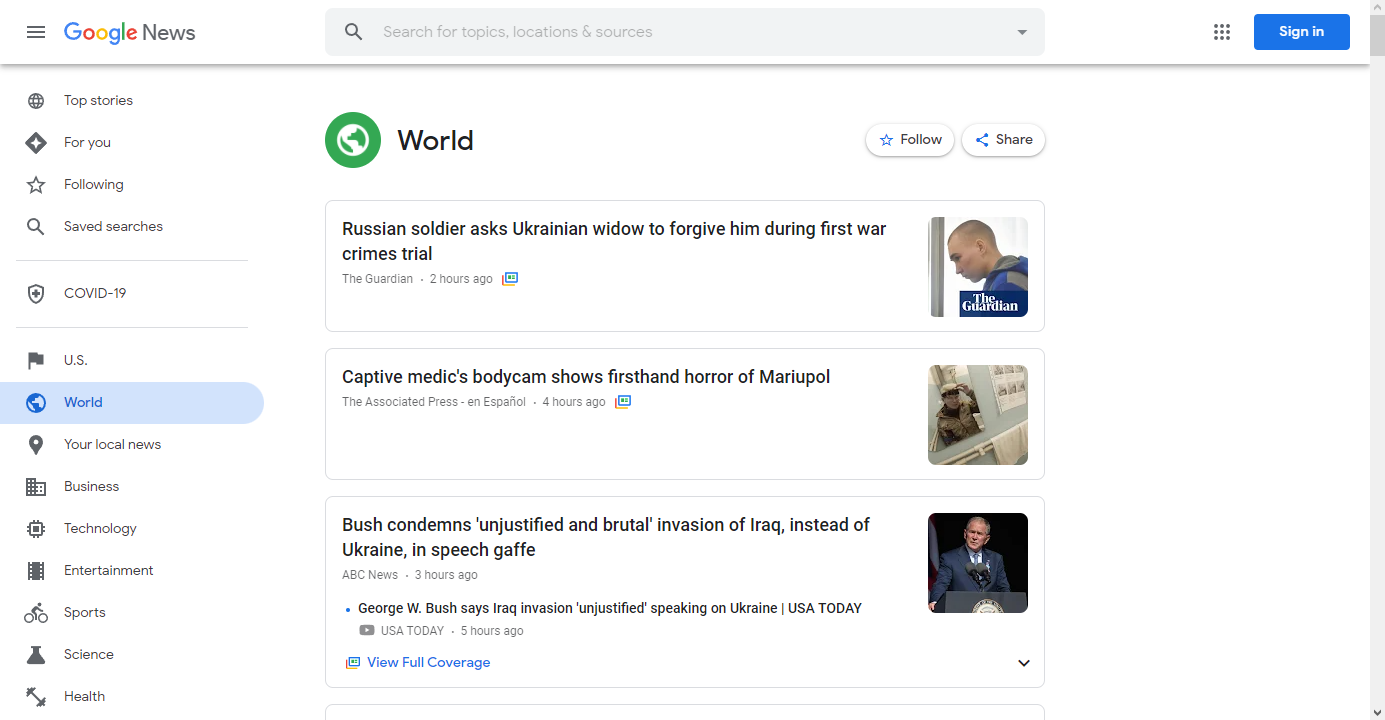 Google News
Search for topics, locations & sources
Sign in
Top stories
For you
Following
Saved searches
COVID-19
U.S.
World
Your local news
Business
Technology
Entertainment
Sports
Science
Health
World
Follow
Share
Russian soldier asks Ukrainian widow to forgive him during first war
crimes trial
The Guardian · 2 hours ago
The
Guardian
Captive medic's bodycam shows firsthand horror of Mariupol
The Associated Press - en Español · 4 hours ago
Bush condemns 'unjustified and brutal' invasion of Iraq, instead of
Ukraine, in speech gaffe
ABC News · 3 hours ago
George W. Bush says Iraq invasion 'unjustified' speaking on Ukraine | USA TODAY
USA TODAY · 5 hours ago
View Full Coverage